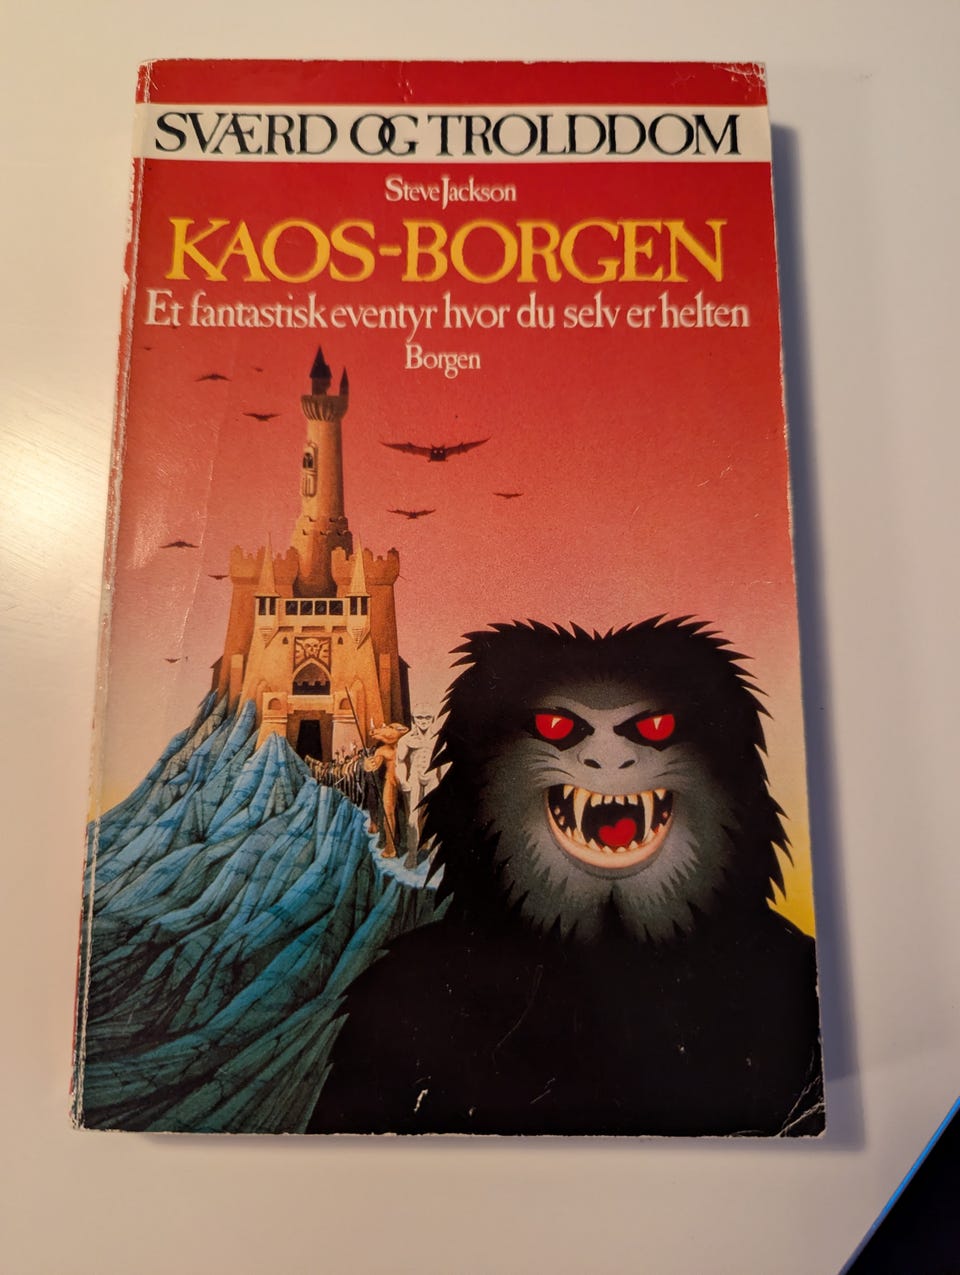 SVÆRD OG TROLDDOM
Steve Jackson
KAOS-BORGEN
Et fantastisk eventyr hvor du selv er helten
Borgen